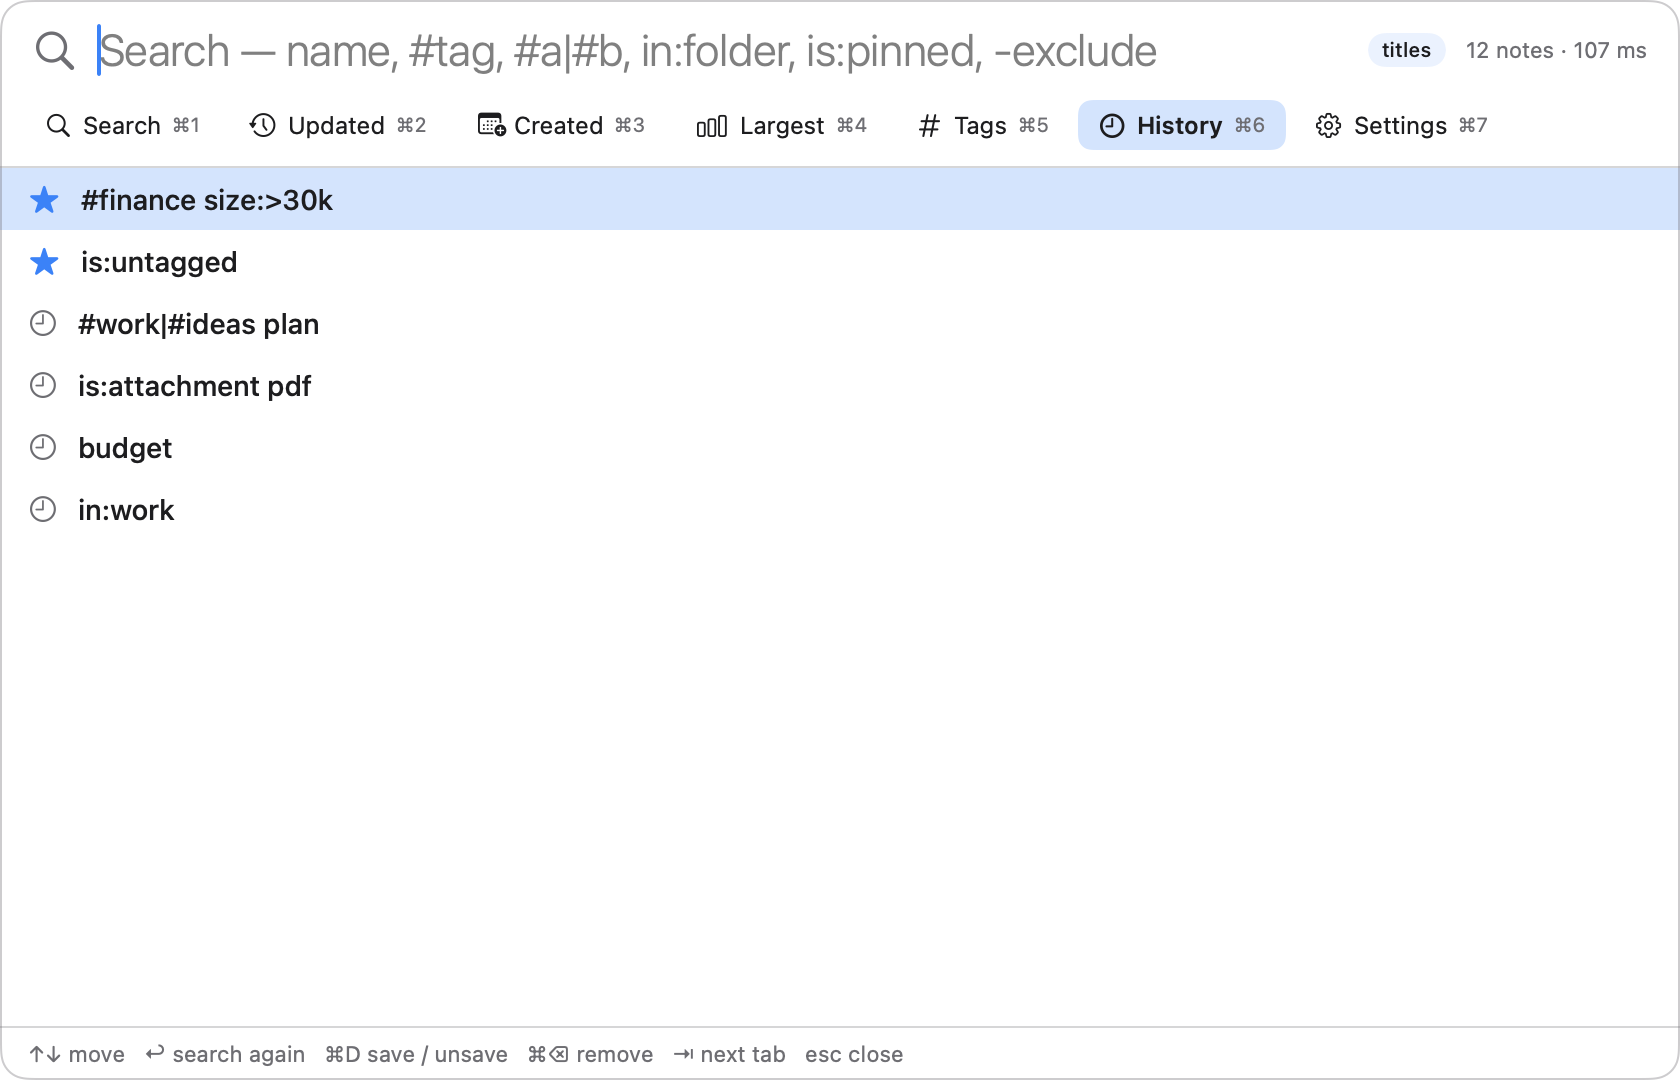 Search — name, #tag, #a|#b, in:folder, is:pinned, -exclude titles 12 notes · 107 ms
Search ⌘1 Updated ⌘2 Created ⌘3 Largest ⌘4 # Tags ⌘5 History ⌘6 Settings ⌘7
#finance size:>30k
is:untagged
#work|#ideas plan
is:attachment pdf
budget
in:work
↑↓ move ↩ search again ⌘D save / unsave ⌘⌫ remove ⇥ next tab esc close